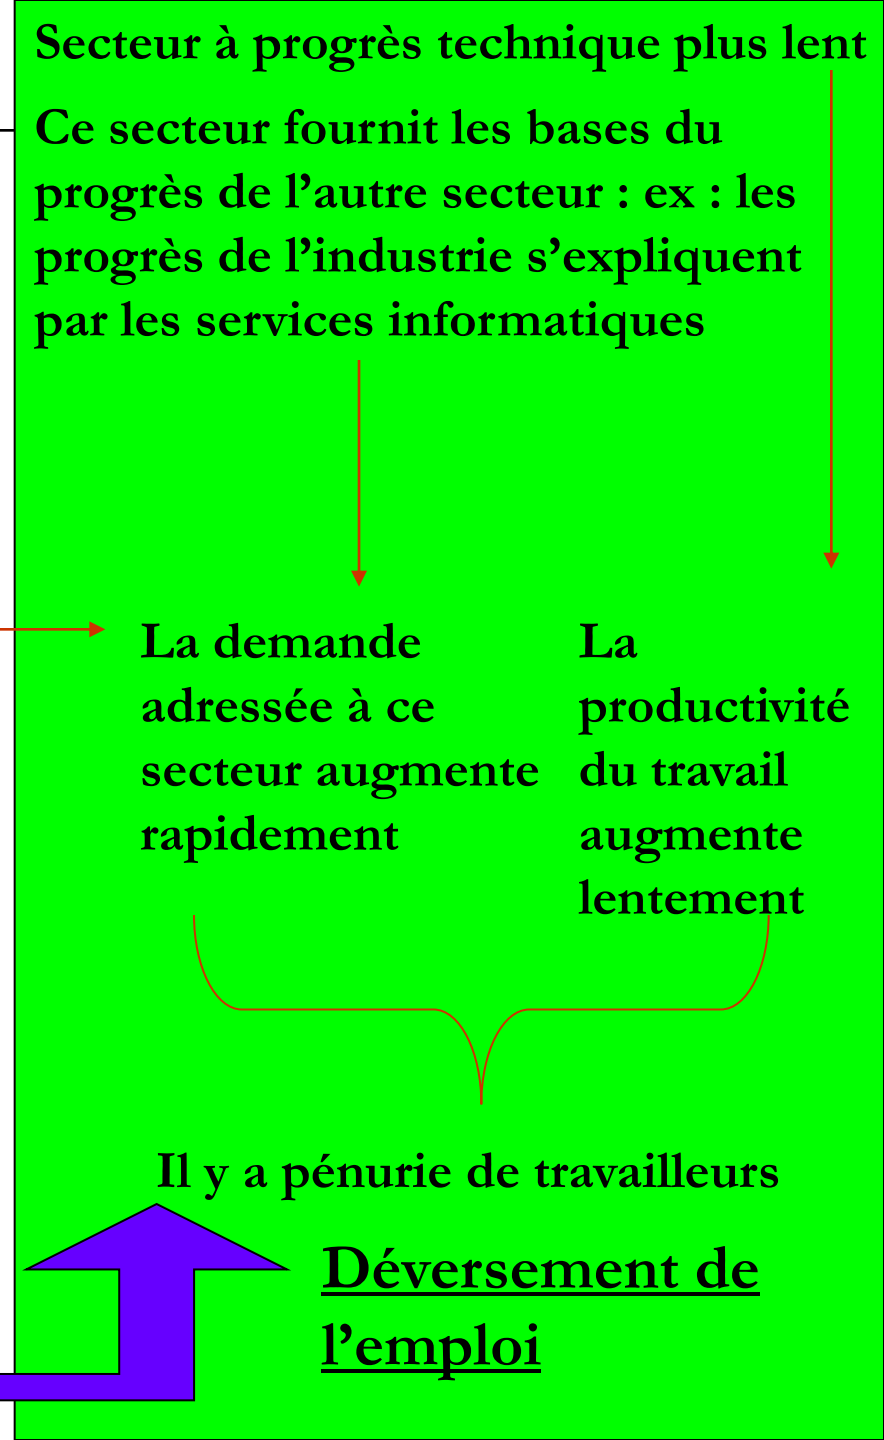 Secteur à progrès technique plus lent
Ce secteur fournit les bases du
progrès de l’autre secteur : ex : les
progrès de l’industrie s’expliquent
par les services informatiques
La demande
adressée à ce
secteur augmente
rapidement
La
productivité
du travail
augmente
lentement
Il y a pénurie de travailleurs
Déversement de
l’emploi